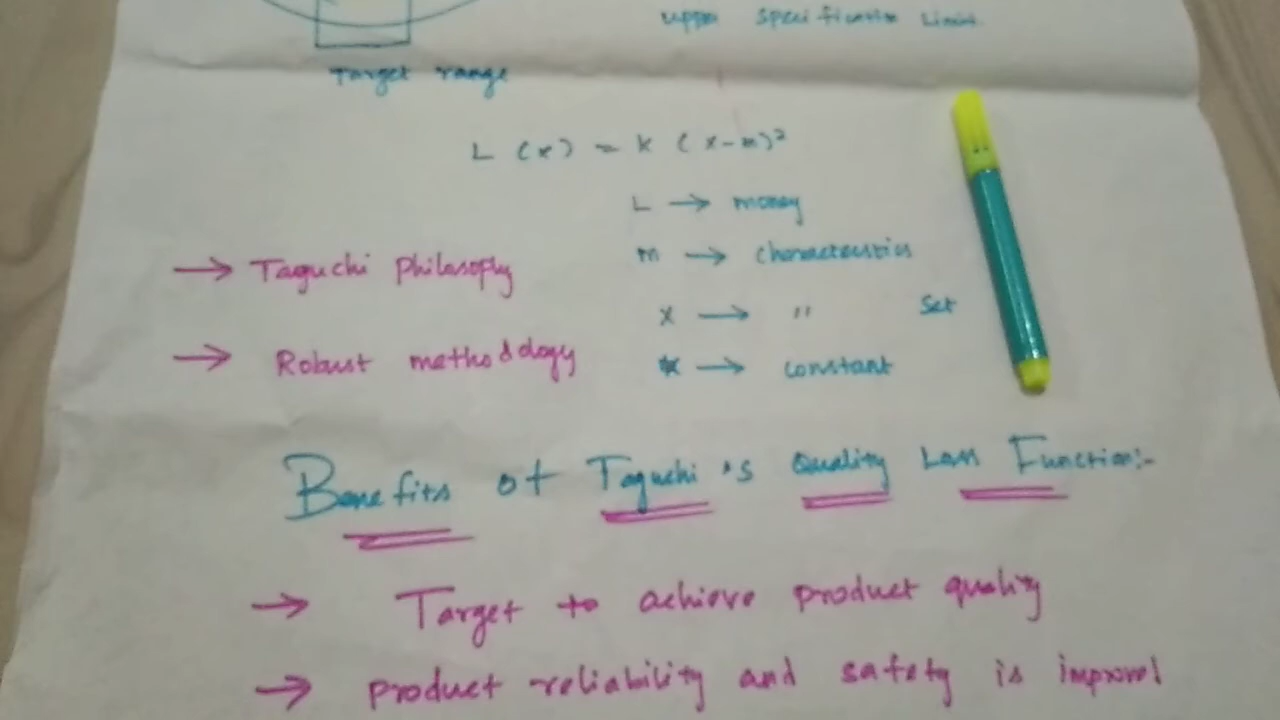 upper specification Limit
Target range
L (x) = k (x-m)²
L → money
m → characteristics
→ Taguchi Philosophy
x → " Set
→ Robust methodology
k → constant
Benefits of Taguchi's Quality Loss Function:-
→ Target to achieve product quality
→ product reliability and safety is improved